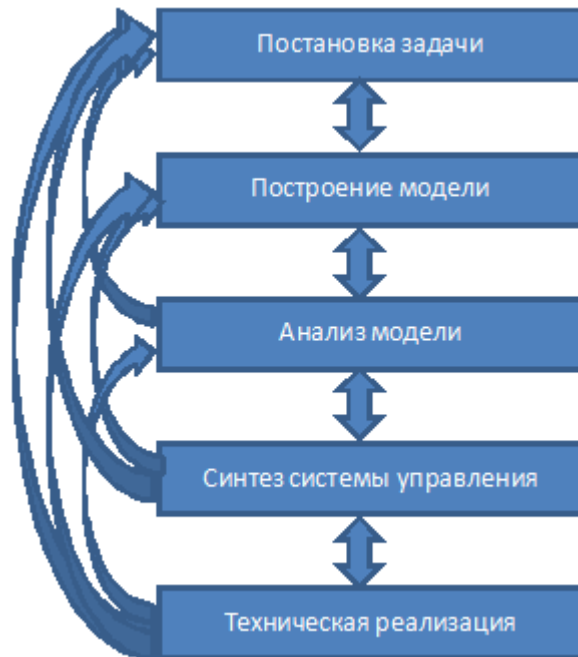 Постановка задачи
Построение модели
Анализ модели
Синтез системы управления
Техническая реализация